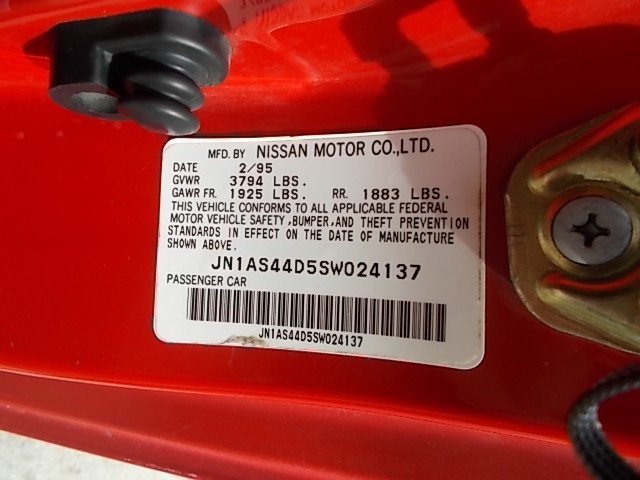 MFD. BY NISSAN MOTOR CO.,LTD.
DATE 2/95
GVWR 3794 LBS.
GAWR FR. 1925 LBS. RR. 1883 LBS.
THIS VEHICLE CONFORMS TO ALL APPLICABLE FEDERAL
MOTOR VEHICLE SAFETY,BUMPER,AND THEFT PREVENTION
STANDARDS IN EFFECT ON THE DATE OF MANUFACTURE
SHOWN ABOVE.
JN1AS44D5SW024137
PASSENGER CAR
JN1AS44D5SW024137